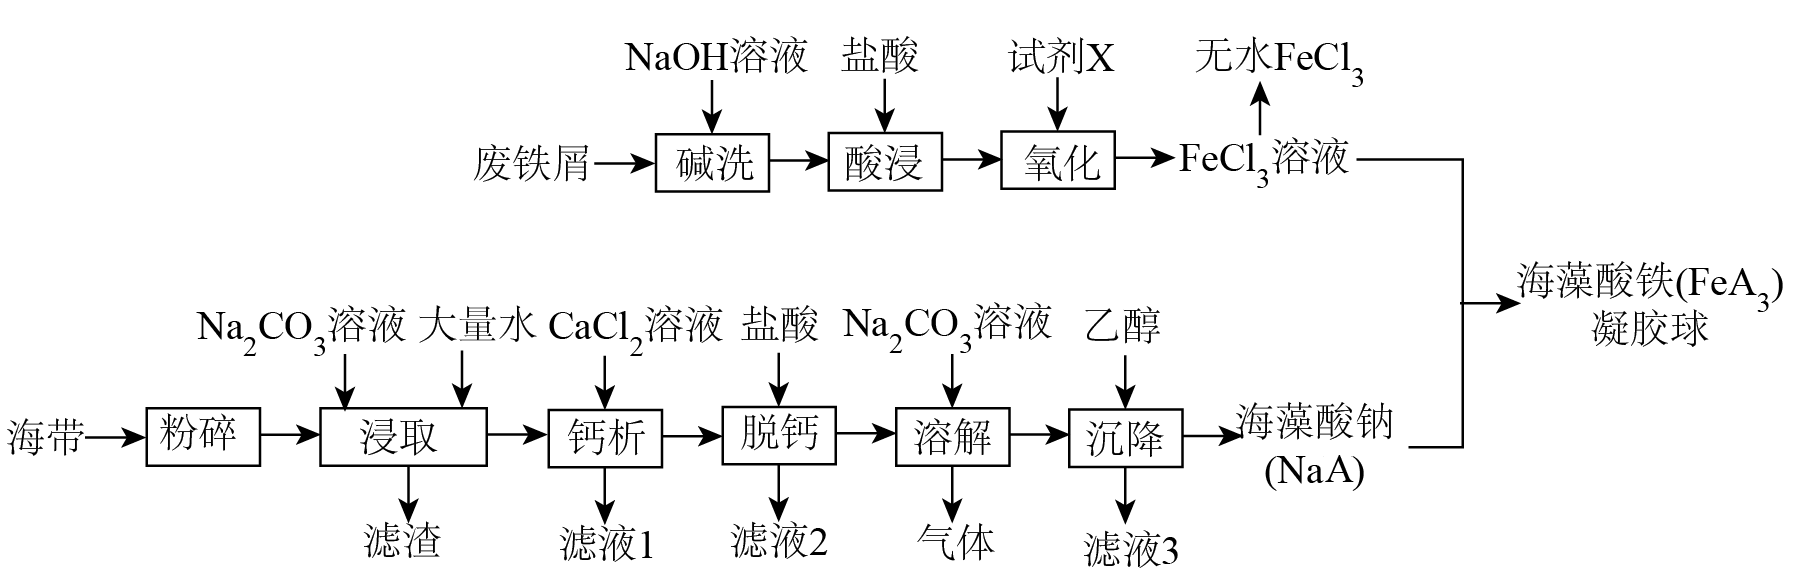 NaOH溶液 盐酸 试剂X 无水FeCl₃
废铁屑 碱洗 酸浸 氧化 FeCl₃溶液
海藻酸铁(FeA₃)
凝胶球
Na₂CO₃溶液 大量水 CaCl₂溶液 盐酸 Na₂CO₃溶液 乙醇
海带 粉碎 浸取 钙析 脱钙 溶解 沉降 海藻酸钠
(NaA)
滤渣 滤液1 滤液2 气体 滤液3